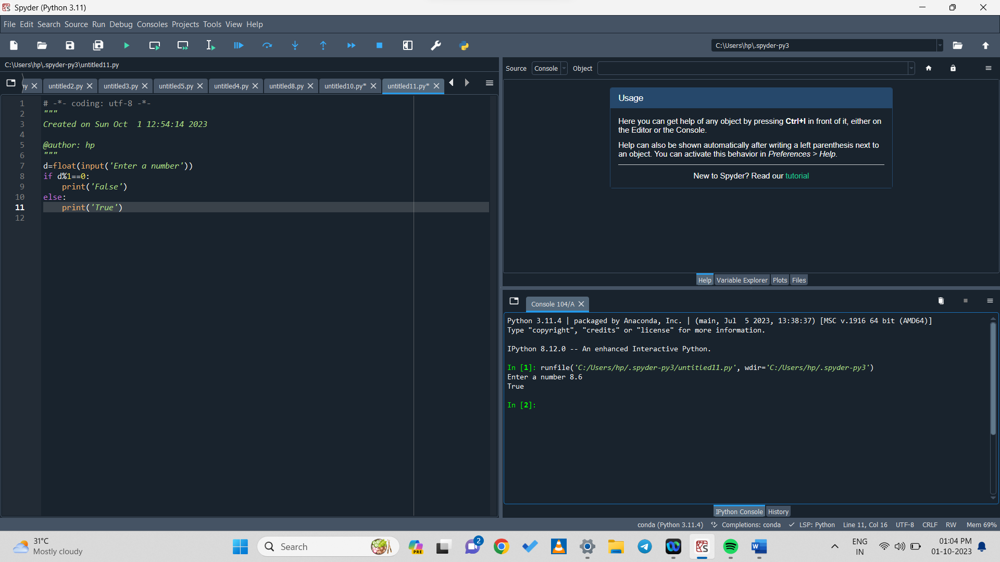 Spyder (Python 3.11)
File Edit Search Source Run Debug Consoles Projects Tools View Help
C:\Users\hp\.spyder-py3
C:\Users\hp\.spyder-py3\untitled11.py
Source Console Object
py untitled2.py untitled3.py untitled5.py untitled4.py untitled8.py untitled10.py* untitled11.py*
1 # -*- coding: utf-8 -*-
2 """
3 Created on Sun Oct  1 12:54:14 2023
4
5 @author: hp
6 """
7 d=float(input('Enter a number'))
8 if d%1==0:
9     print('False')
10 else:
11     print('True')
12
Usage
Here you can get help of any object by pressing Ctrl+I in front of it, either on
the Editor or the Console.
Help can also be shown automatically after writing a left parenthesis next to
an object. You can activate this behavior in Preferences > Help.
New to Spyder? Read our tutorial
Help Variable Explorer Plots Files
Console 104/A
Python 3.11.4 | packaged by Anaconda, Inc. | (main, Jul  5 2023, 13:38:37) [MSC v.1916 64 bit (AMD64)]
Type "copyright", "credits" or "license" for more information.
IPython 8.12.0 -- An enhanced Interactive Python.
In [1]: runfile('C:/Users/hp/.spyder-py3/untitled11.py', wdir='C:/Users/hp/.spyder-py3')
Enter a number 8.6
True
In [2]:
IPython Console History
conda (Python 3.11.4) Completions: conda LSP: Python Line 11, Col 16 UTF-8 CRLF RW Mem 69%
31°C
Mostly cloudy
Search
PRE
2
W
ENG
IN
01:04 PM
01-10-2023